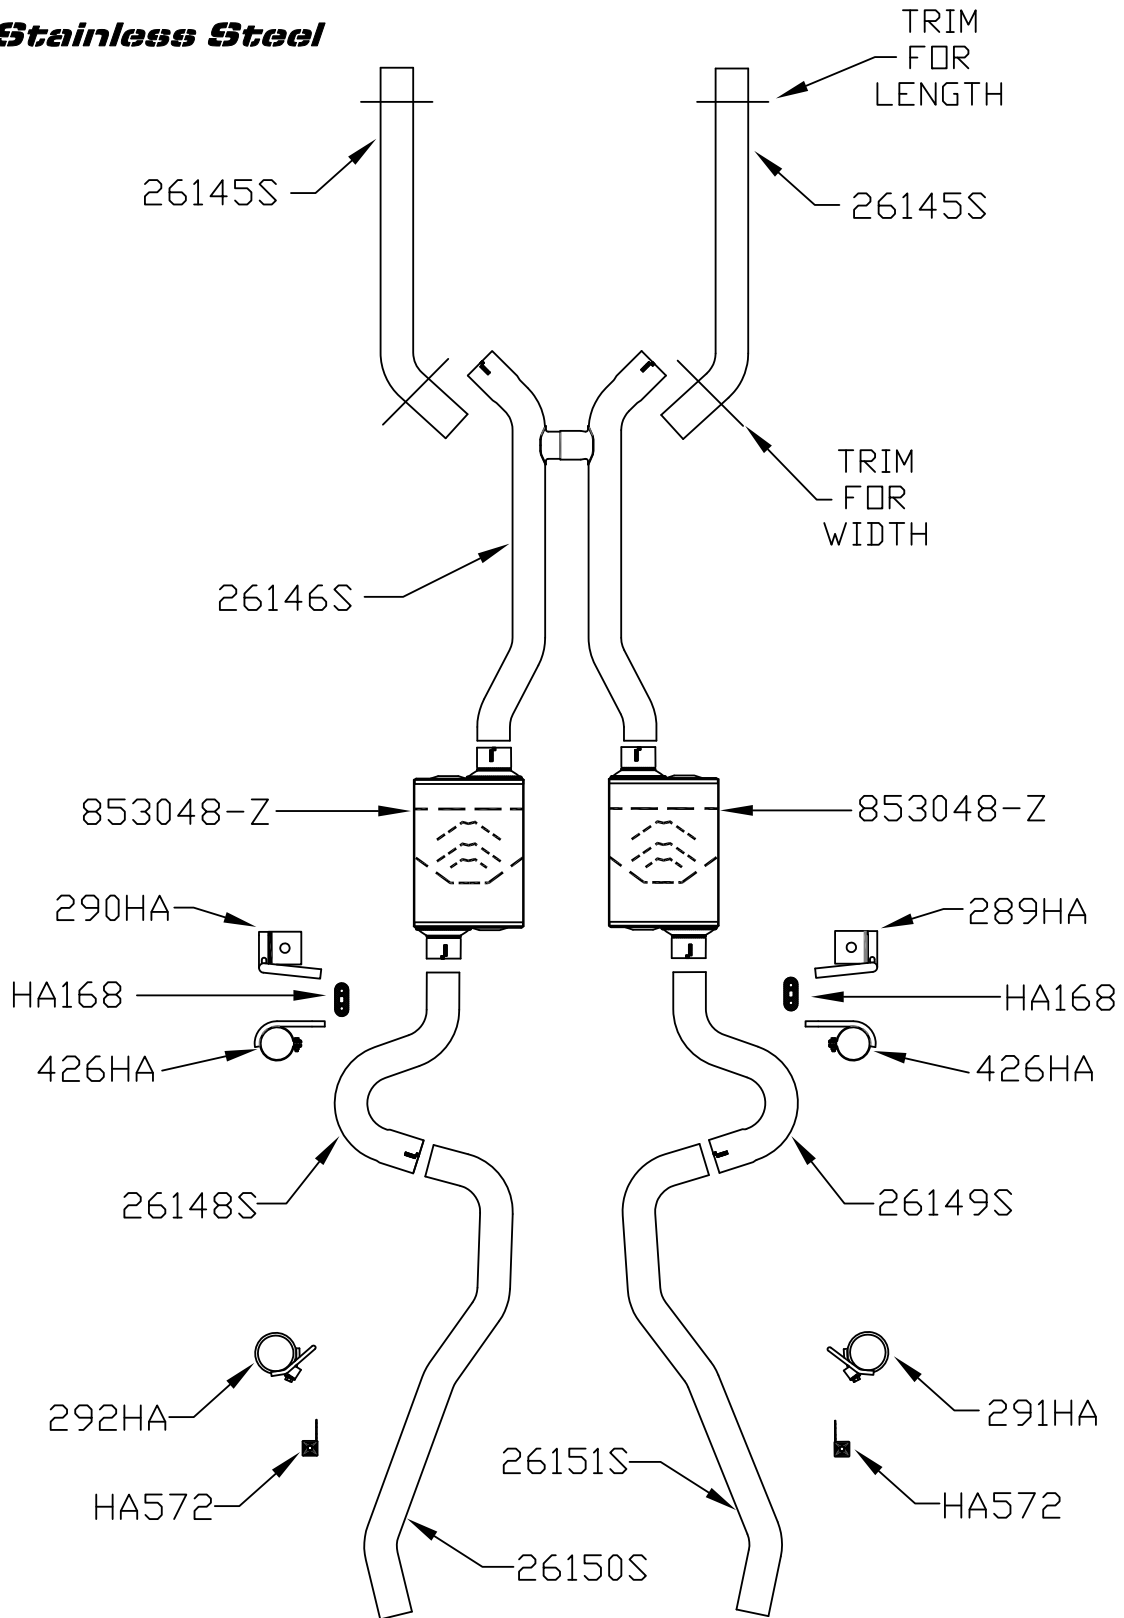 Stainless Steel
TRIM
FOR
LENGTH
26145S
26145S
TRIM
FOR
WIDTH
26146S
853048-Z
853048-Z
290HA
289HA
HA168
HA168
426HA
426HA
26148S
26149S
292HA
291HA
26151S
HA572
HA572
26150S